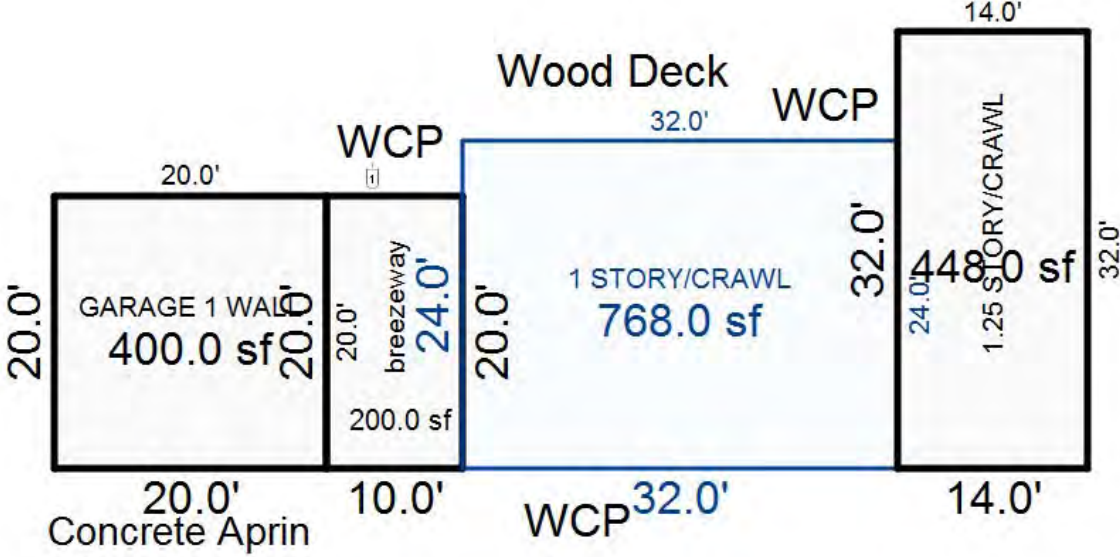 14.0'
Wood Deck
WCP
32.0'
WCP
1
20.0'
20.0'
GARAGE 1 WALL
400.0 sf
20.0'
20.0'
breezeway
24.0'
200.0 sf
20.0'
1 STORY/CRAWL
768.0 sf
32.0'
24.0'
448.0 sf
1.25 STORY/CRAWL
32.0'
20.0'
10.0'
WCP
32.0'
14.0'
Concrete Aprin